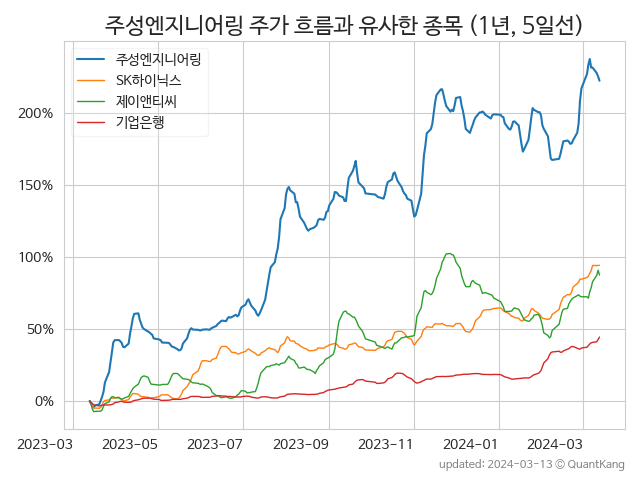 주성엔지니어링 주가 흐름과 유사한 종목 (1년, 5일선)
주성엔지니어링
SK하이닉스
제이앤티씨
기업은행
200%
150%
100%
50%
0%
2023-03 2023-05 2023-07 2023-09 2023-11 2024-01 2024-03
updated: 2024-03-13 © QuantKang